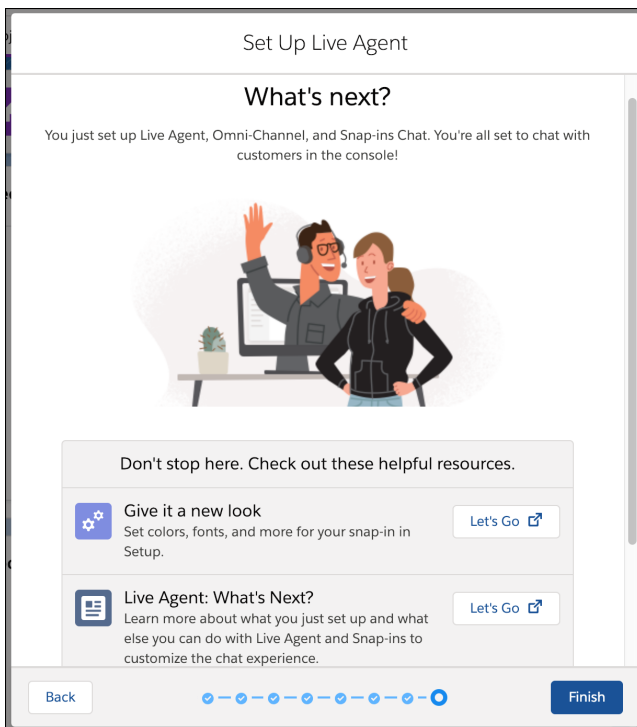 Set Up Live Agent
What's next?
You just set up Live Agent, Omni-Channel, and Snap-ins Chat. You're all set to chat with
customers in the console!
Don't stop here. Check out these helpful resources.
Give it a new look
Set colors, fonts, and more for your snap-in in
Setup.
Let's Go
Live Agent: What's Next?
Learn more about what you just set up and what
else you can do with Live Agent and Snap-ins to
customize the chat experience.
Let's Go
Back
Finish